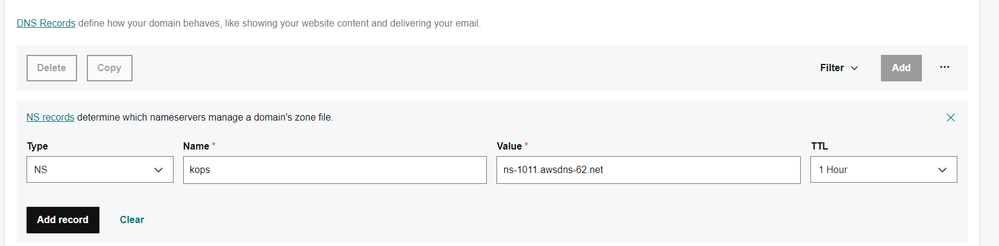 DNS Records define how your domain behaves, like showing your website content and delivering your email.
Delete Copy Filter Add ...
NS records determine which nameservers manage a domain's zone file.
Type Name * Value * TTL
NS kops ns-1011.awsdns-62.net 1 Hour
Add record Clear